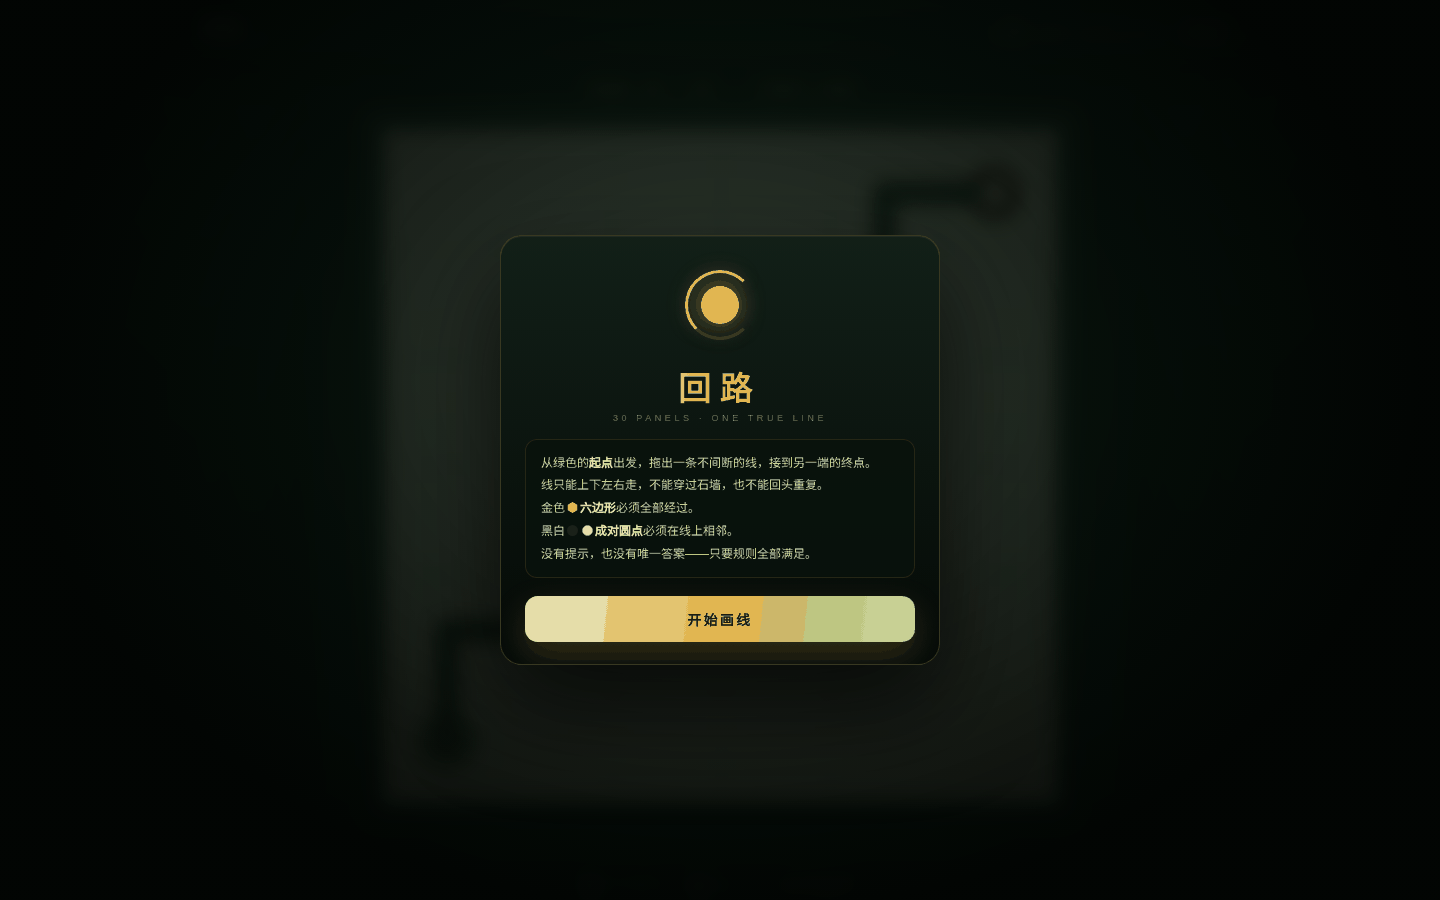 回路
30 PANELS · ONE TRUE LINE
从绿色的起点出发，拖出一条不间断的线，接到另一端的终点。
线只能上下左右走，不能穿过石墙，也不能回头重复。
金色六边形必须全部经过。
黑白成对圆点必须在线上相邻。
没有提示，也没有唯一答案——只要规则全部满足。
开始画线